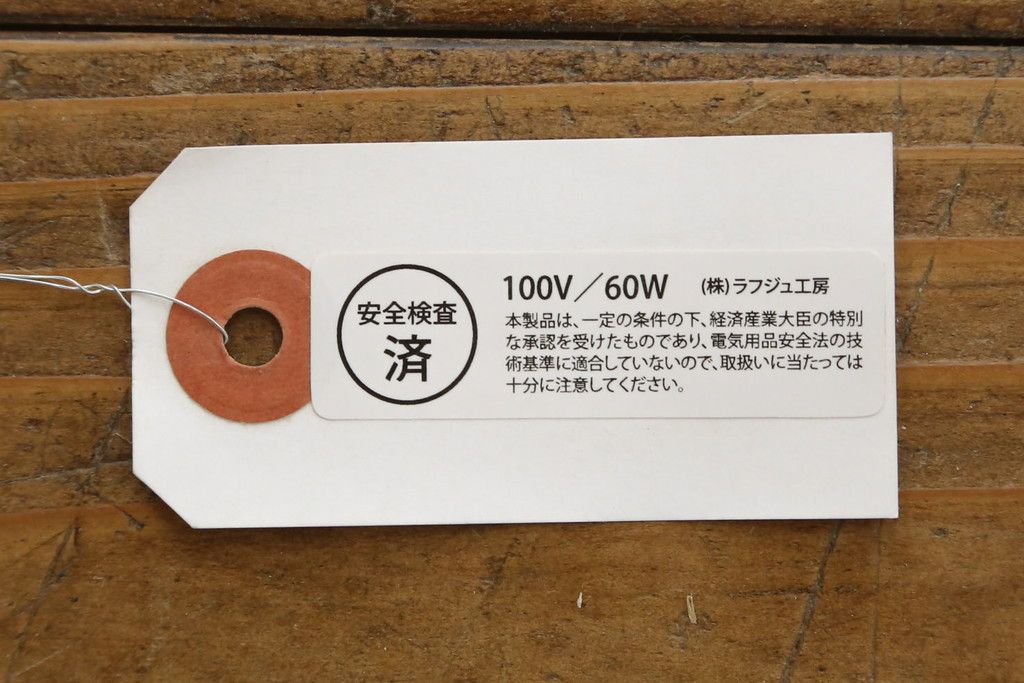 安全検査
済
100V／60W (株)ラフジュ工房
本製品は、一定の条件の下、経済産業大臣の特別
な承認を受けたものであり、電気用品安全法の技
術基準に適合していないので、取扱いに当たっては
十分に注意してください。